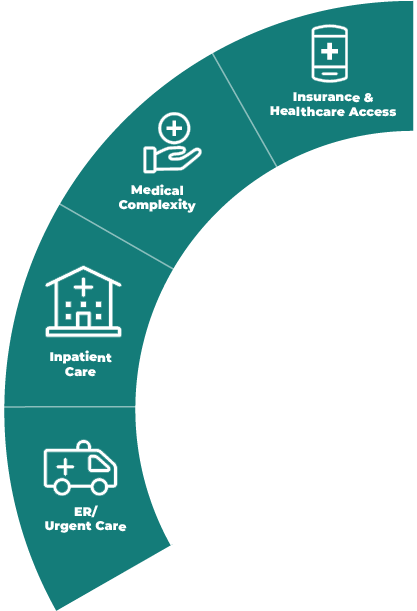 Insurance &
Healthcare Access
Medical
Complexity
Inpatient
Care
ER/
Urgent Care